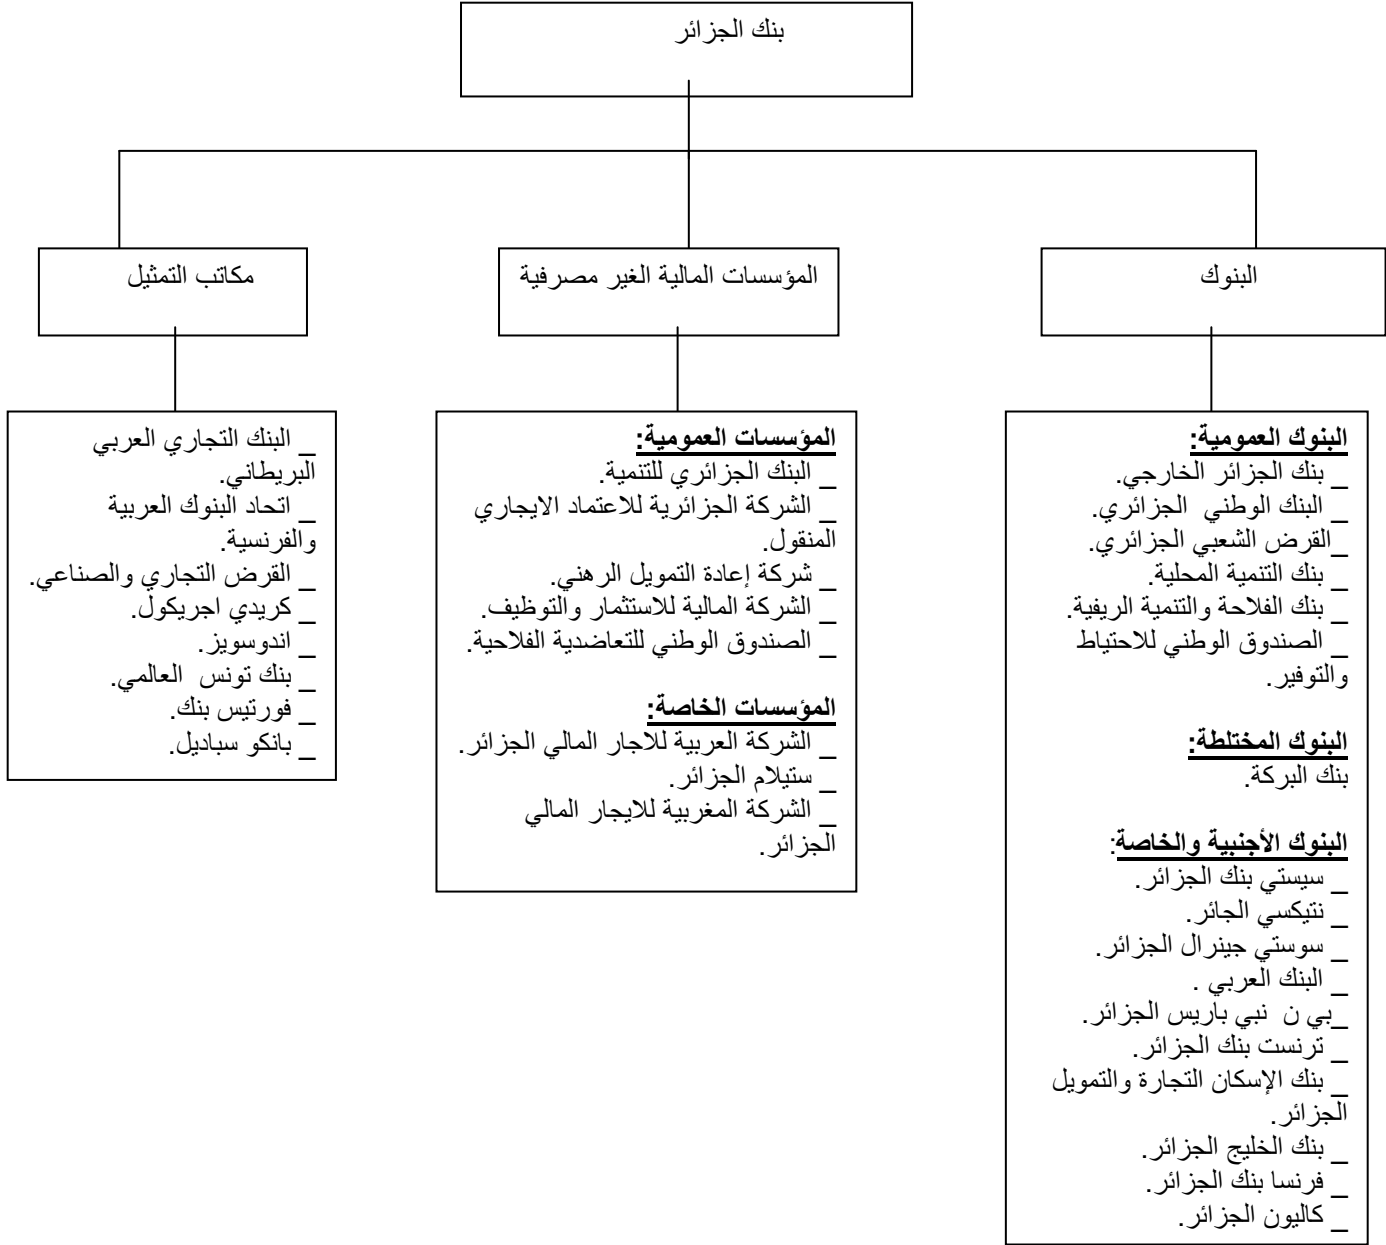 بنك الجزائر
البنوك
المؤسسات المالية الغير مصرفية
مكاتب التمثيل
البنوك العمومية:
_ بنك الجزائر الخارجي.
_ البنك الوطني الجزائري.
_القرض الشعبي الجزائري.
_ بنك التنمية المحلية.
_ بنك الفلاحة والتنمية الريفية.
_ الصندوق الوطني للاحتياط
والتوفير.
البنوك المختلطة:
بنك البركة.
البنوك الأجنبية والخاصة:
_ سيستي بنك الجزائر.
_ نتيكسي الجائر.
_ سوستي جينرال الجزائر.
_ البنك العربي .
_بي ن نبي باريس الجزائر.
_ ترنست بنك الجزائر.
_ بنك الإسكان التجارة والتمويل
الجزائر.
_ بنك الخليج الجزائر.
_ فرنسا بنك الجزائر.
_ كاليون الجزائر.
المؤسسات العمومية:
_ البنك الجزائري للتنمية.
_ الشركة الجزائرية للاعتماد الايجاري
المنقول.
_ شركة إعادة التمويل الرهني.
_ الشركة المالية للاستثمار والتوظيف.
_ الصندوق الوطني للتعاضدية الفلاحية.
المؤسسات الخاصة:
_ الشركة العربية للاجار المالي الجزائر.
_ ستيلام الجزائر.
_ الشركة المغربية للايجار المالي
الجزائر.
_ البنك التجاري العربي
البريطاني.
_ اتحاد البنوك العربية
والفرنسية.
_ القرض التجاري والصناعي.
_ كريدي اجريكول.
_ اندوسويز.
_ بنك تونس العالمي.
_ فورتيس بنك.
_ بانكو سباديل.